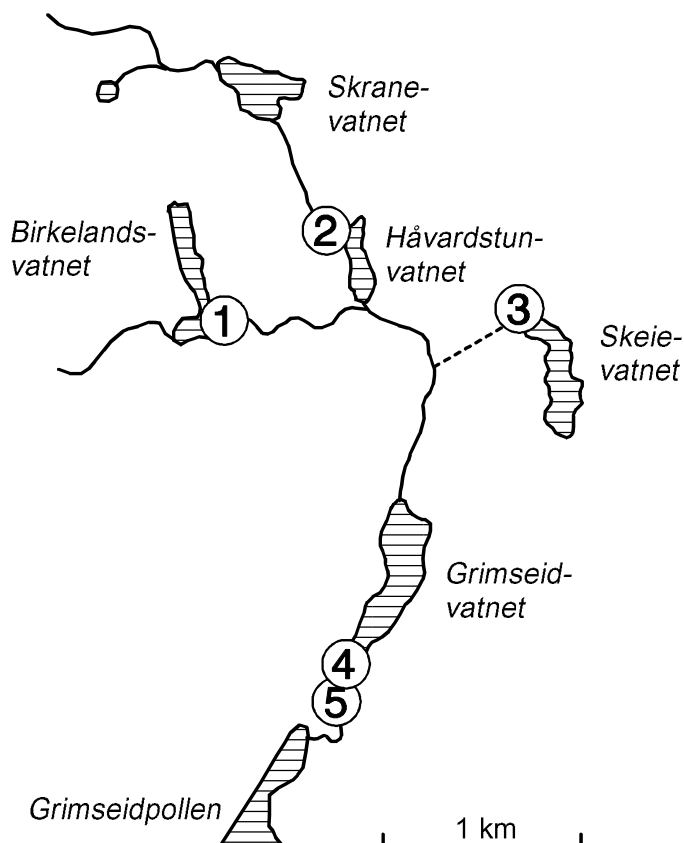 Skrane-
vatnet
Birkelands-
vatnet
2
Håvardstun-
vatnet
1
3
Skeie-
vatnet
Grimseid-
vatnet
4
5
Grimseidpollen
1 km